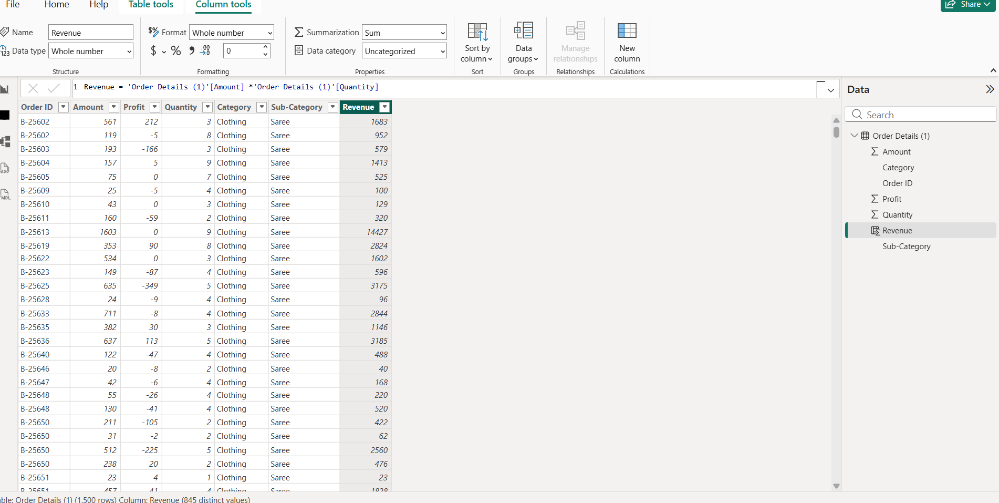 File Home Help Table tools Column tools Share
Name Revenue Format Whole number Summarization Sum
Data type Whole number $ % 0 Data category Uncategorized
Sort by column Data groups Manage relationships New column
Structure Formatting Properties Sort Groups Relationships Calculations
1 Revenue = 'Order Details (1)'[Amount] *'Order Details (1)'[Quantity]
Order ID Amount Profit Quantity Category Sub-Category Revenue
B-25602 561 212 3 Clothing Saree 1683
B-25602 119 -5 8 Clothing Saree 952
B-25603 193 -166 3 Clothing Saree 579
B-25604 157 5 9 Clothing Saree 1413
B-25605 75 0 7 Clothing Saree 525
B-25609 25 -5 4 Clothing Saree 100
B-25610 43 0 3 Clothing Saree 129
B-25611 160 -59 2 Clothing Saree 320
B-25613 1603 0 9 Clothing Saree 14427
B-25619 353 90 8 Clothing Saree 2824
B-25622 534 0 3 Clothing Saree 1602
B-25623 149 -87 4 Clothing Saree 596
B-25625 635 -349 5 Clothing Saree 3175
B-25628 24 -9 4 Clothing Saree 96
B-25633 711 -8 4 Clothing Saree 2844
B-25635 382 30 3 Clothing Saree 1146
B-25636 637 113 5 Clothing Saree 3185
B-25640 122 -47 4 Clothing Saree 488
B-25646 20 -8 2 Clothing Saree 40
B-25647 42 -6 4 Clothing Saree 168
B-25648 55 -26 4 Clothing Saree 220
B-25648 130 -41 4 Clothing Saree 520
B-25650 211 -105 2 Clothing Saree 422
B-25650 31 -2 2 Clothing Saree 62
B-25650 512 -225 5 Clothing Saree 2560
B-25650 238 20 2 Clothing Saree 476
B-25651 23 4 1 Clothing Saree 23
B-25651 457 41 4 Clothing Saree 1828
Data
Search
Order Details (1)
Amount
Category
Order ID
Profit
Quantity
Revenue
Sub-Category
ble: Order Details (1) (1,500 rows) Column: Revenue (845 distinct values)